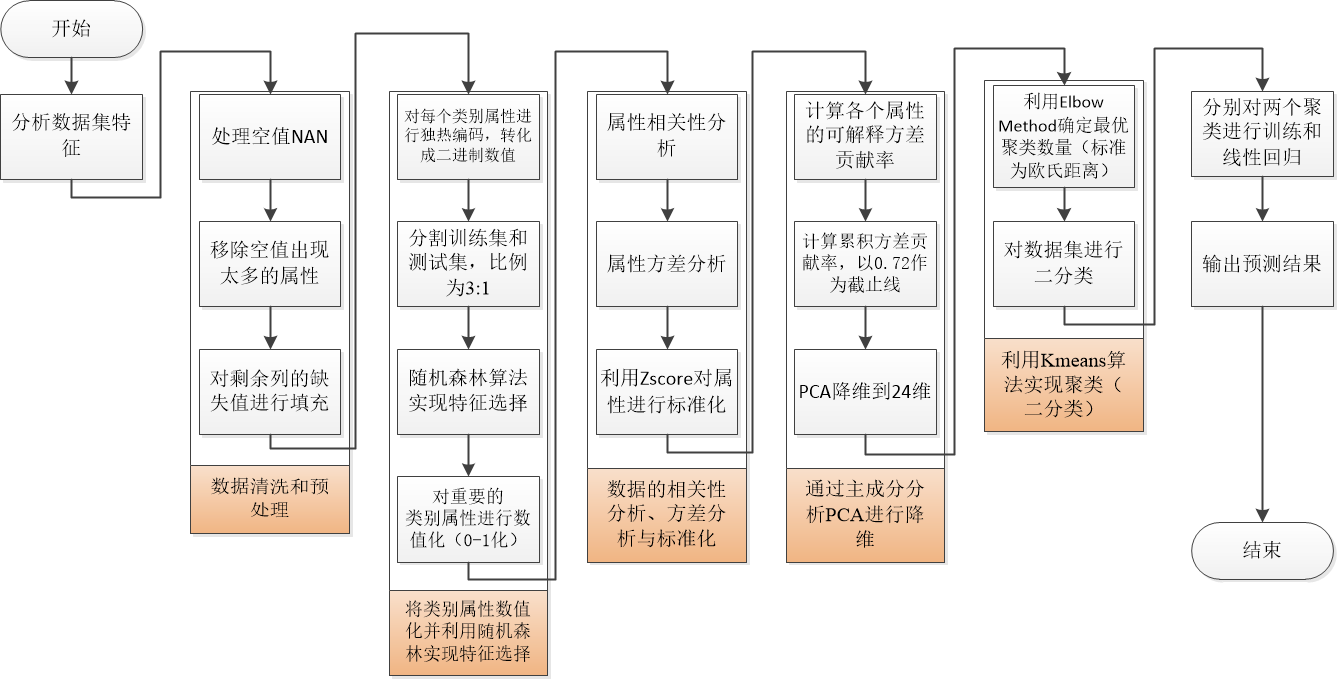 开始
分析数据集特
征
处理空值NAN
移除空值出现
太多的属性
对剩余列的缺
失值进行填充
数据清洗和预
处理
对每个类别属性进
行独热编码，转化
成二进制数值
分割训练集和
测试集，比例
为3:1
随机森林算法
实现特征选择
对重要的
类别属性进行数
值化（0-1化）
将类别属性数值
化并利用随机森
林实现特征选择
属性相关性分
析
属性方差分析
利用Zscore对属
性进行标准化
数据的相关性
分析、方差分
析与标准化
计算各个属性
的可解释方差
贡献率
计算累积方差贡
献率，以0.72作
为截止线
PCA降维到24维
通过主成分分
析PCA进行降
维
利用Elbow
Method确定最优
聚类数量（标准
为欧氏距离）
对数据集进行
二分类
利用Kmeans算
法实现聚类（
二分类）
分别对两个聚
类进行训练和
线性回归
输出预测结果
结束